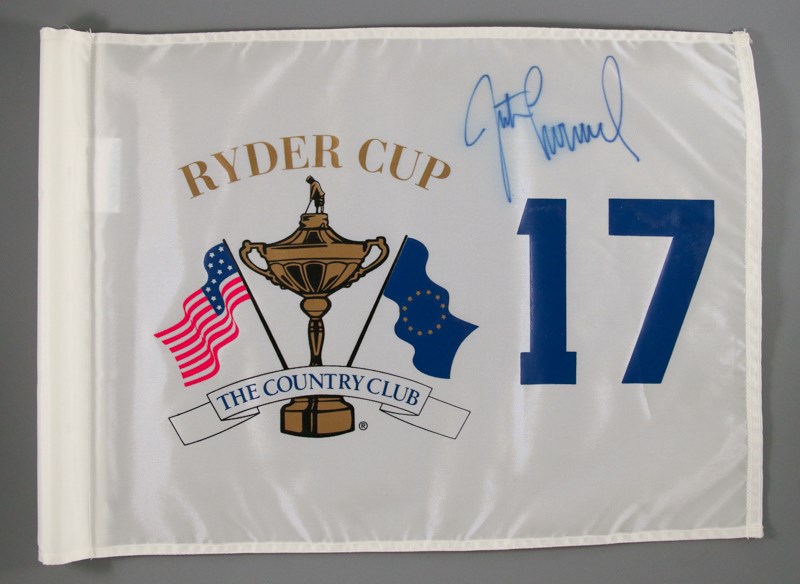 RYDER CUP
17
THE COUNTRY CLUB
®